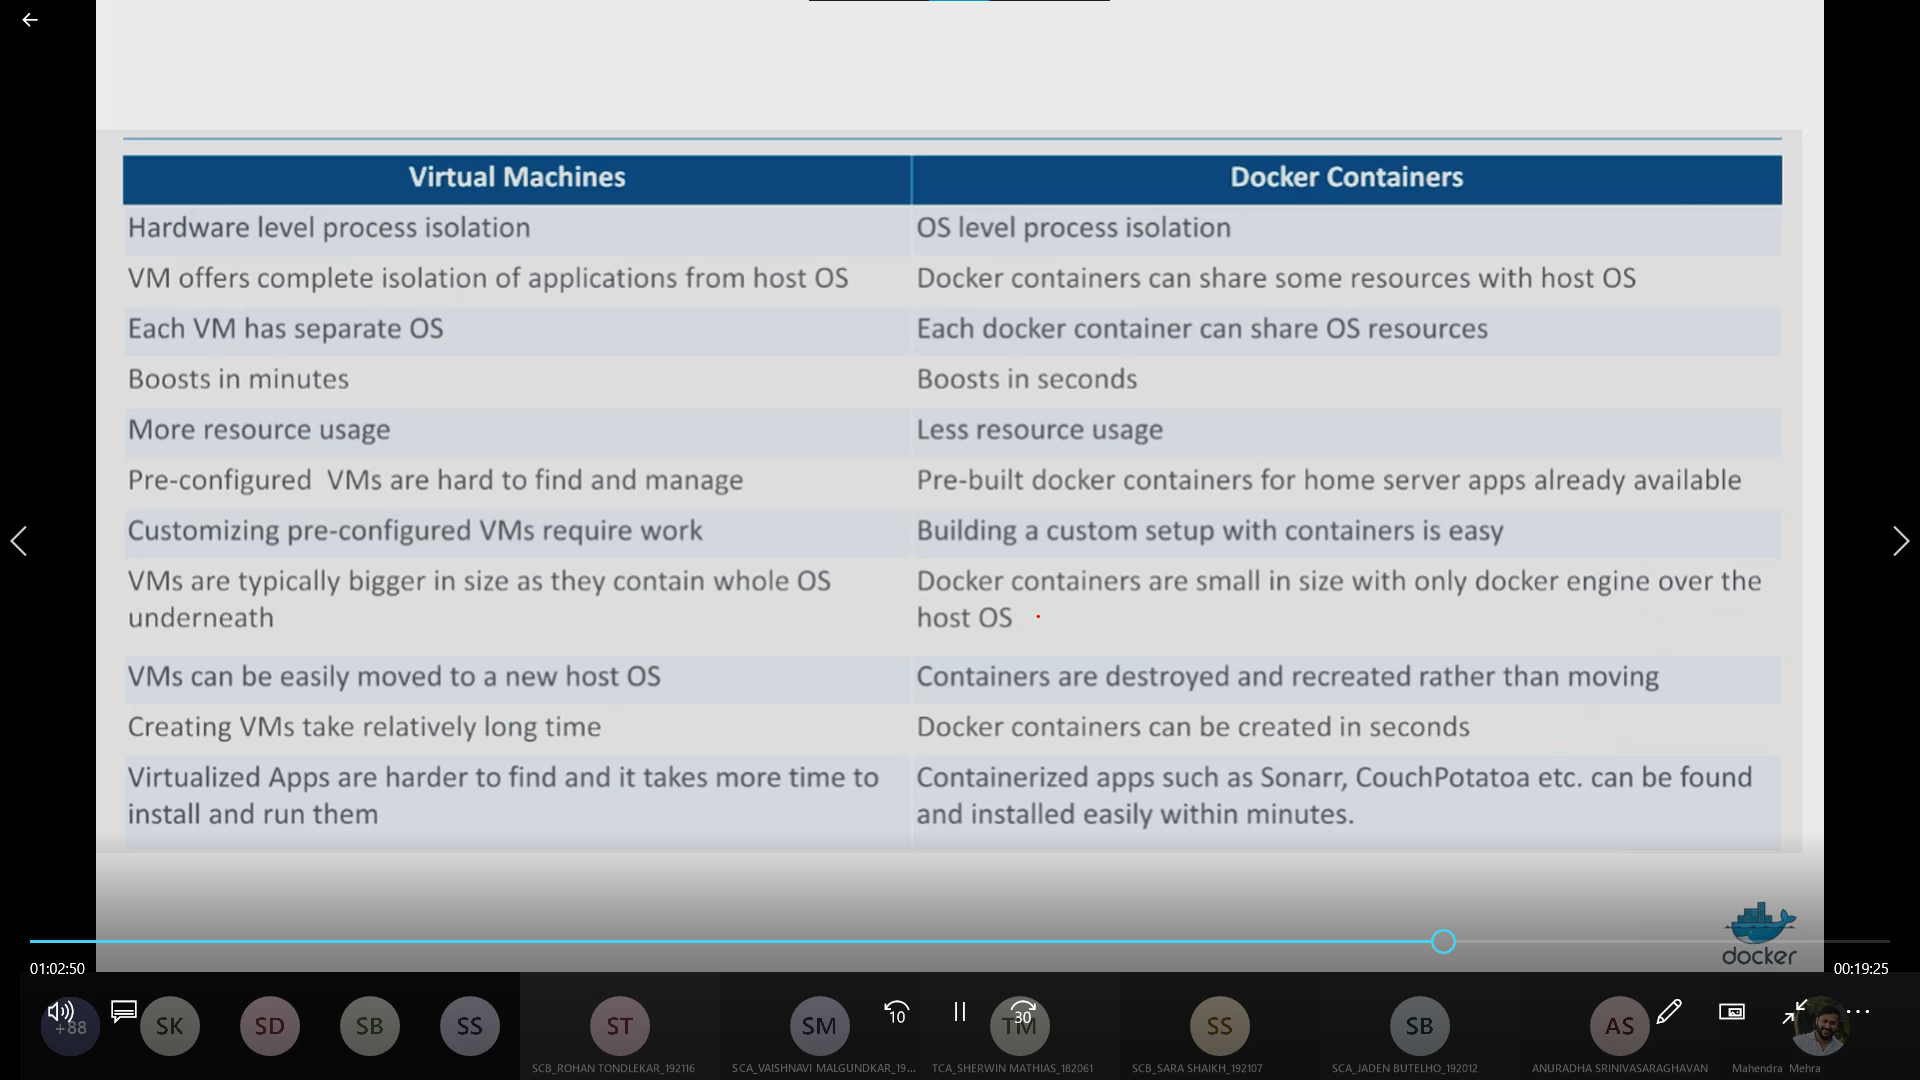 Virtual Machines
Docker Containers
Hardware level process isolation
OS level process isolation
VM offers complete isolation of applications from host OS
Docker containers can share some resources with host OS
Each VM has separate OS
Each docker container can share OS resources
Boosts in minutes
Boosts in seconds
More resource usage
Less resource usage
Pre-configured  VMs are hard to find and manage
Pre-built docker containers for home server apps already available
Customizing pre-configured VMs require work
Building a custom setup with containers is easy
VMs are typically bigger in size as they contain whole OS
underneath
Docker containers are small in size with only docker engine over the
host OS
VMs can be easily moved to a new host OS
Containers are destroyed and recreated rather than moving
Creating VMs take relatively long time
Docker containers can be created in seconds
Virtualized Apps are harder to find and it takes more time to
install and run them
Containerized apps such as Sonarr, CouchPotatoa etc. can be found
and installed easily within minutes.
docker
01:02:50
00:19:25
+88
SK
SD
SB
SS
ST
SM
10
TM
30
SS
SB
AS
SCB_ROHAN TONDLEKAR_192116
SCA_VAISHNAVI MALGUNDKAR_19...
TCA_SHERWIN MATHIAS_182061
SCB_SARA SHAIKH_192107
SCA_JADEN BUTELHO_192012
ANURADHA SRINIVASARAGHAVAN
Mahendra Mehra